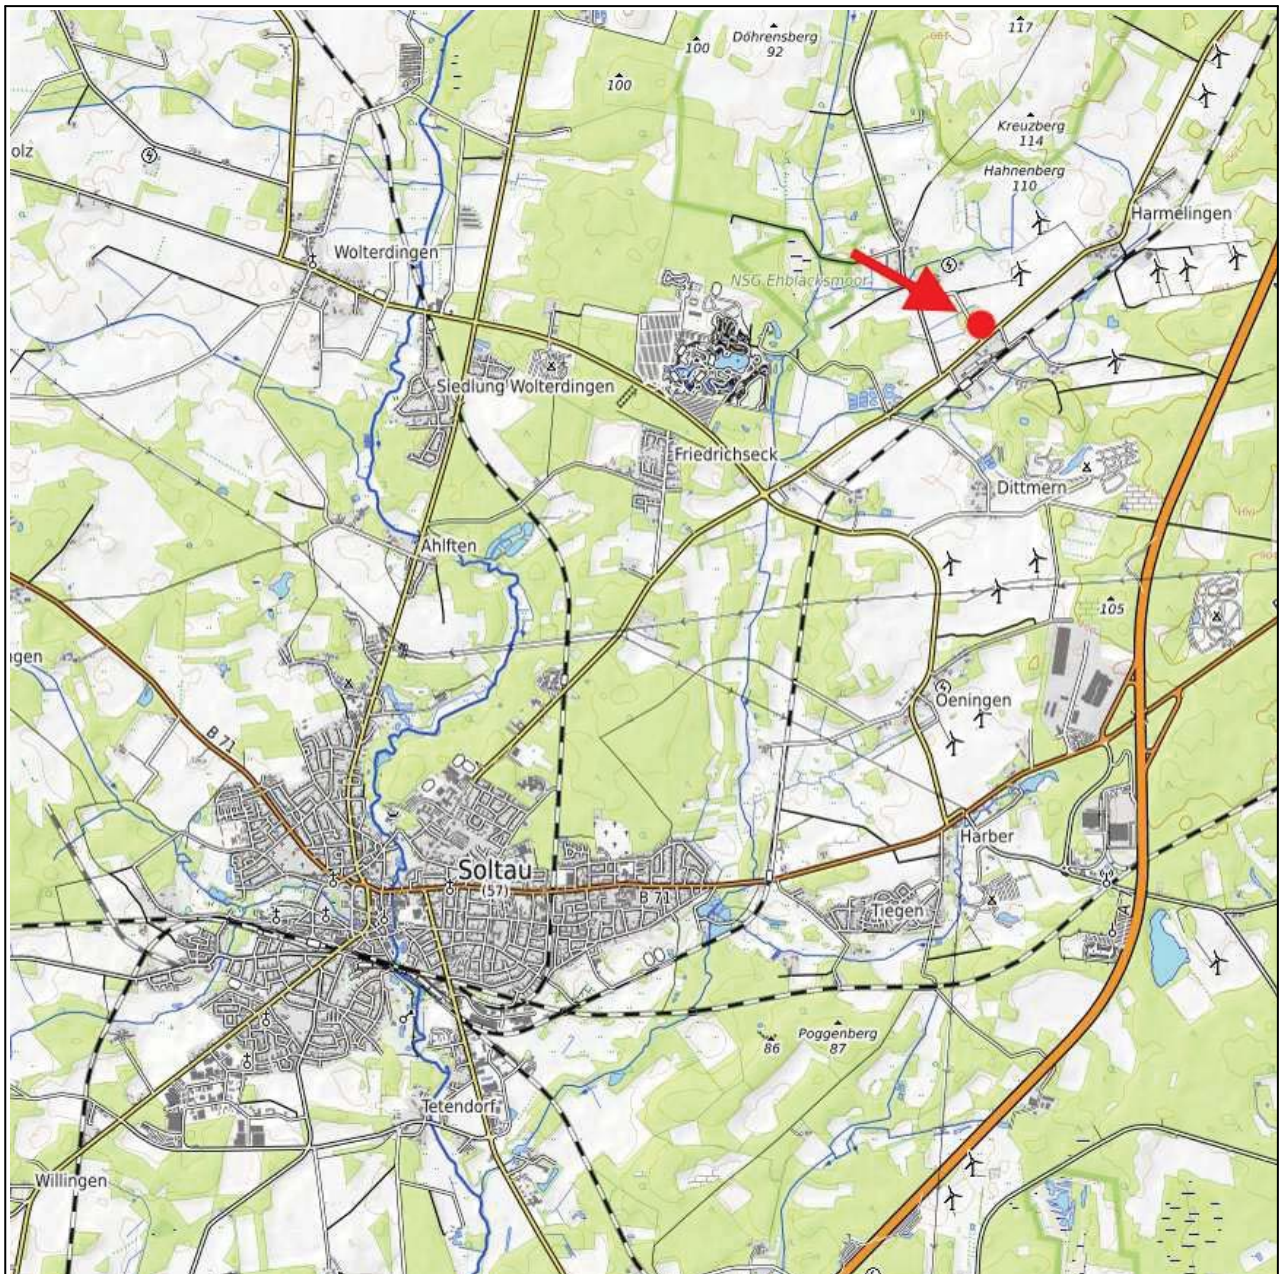 117
Döhrensberg
92
100
100
Kreuzberg
114
olz
Hahnenberg
110
Harmelingen
Wolterdingen
NSG Ehblacksmoor
Siedlung Wolterdingen
Friedrichseck
Dittmern
Ahlften
105
gen
Oeningen
B 71
Harber
Soltau
(57)
B 71
Tiegen
A
Poggenberg
87
86
Tetendorf
Willingen